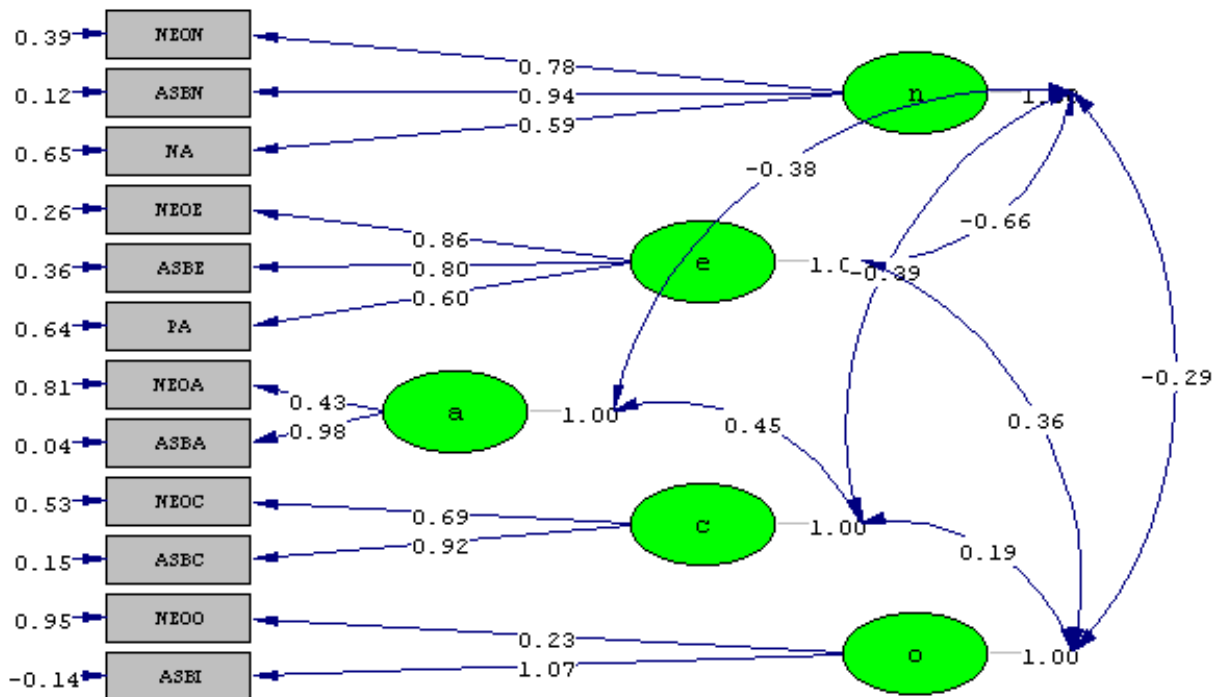 0.39 NEON
0.78
0.12 ASBN
0.94
n
0.59
0.65 NA
-0.38
0.26 NEOE
-0.66
0.86
0.36 ASBE
0.80
e
0.60
0.64 PA
-0.29
0.81 NEOA
0.43
a 1.00
0.45
0.36
0.98
0.04 ASBA
0.53 NEOC
0.69
c 1.00
0.92
0.15 ASBC
0.19
0.95 NEOO
0.23
o 1.00
1.07
-0.14 ASBI